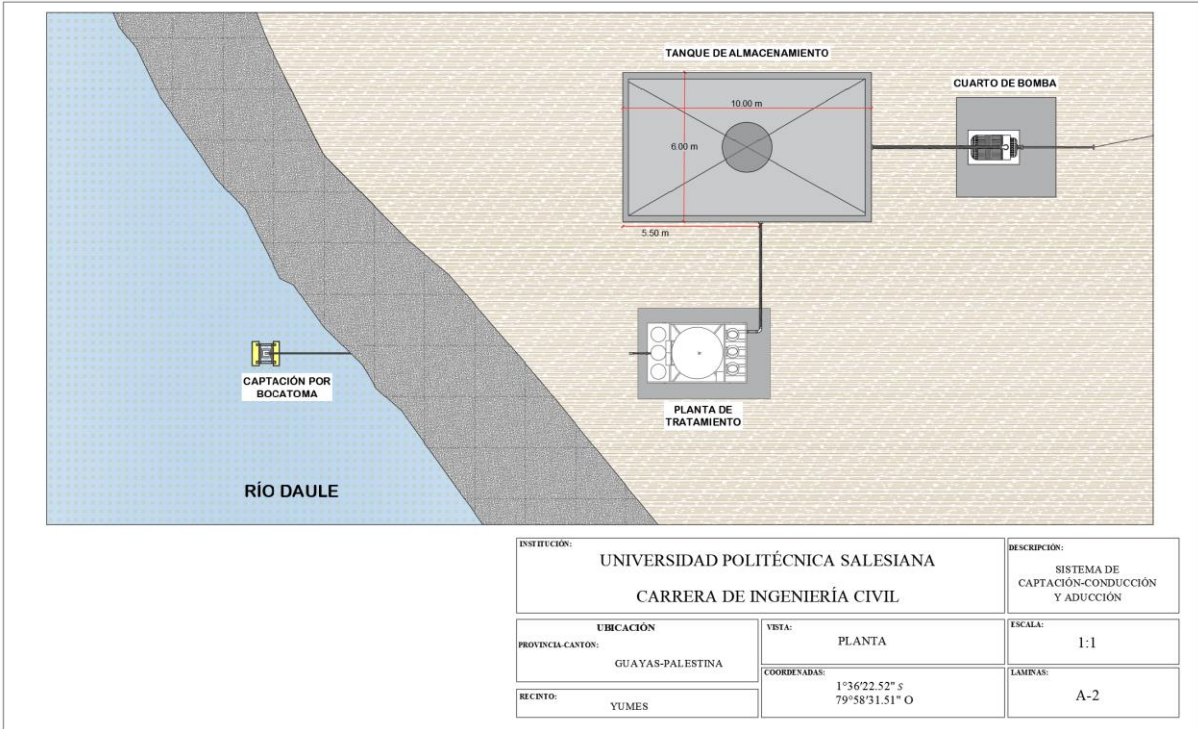 TANQUE DE ALMACENAMIENTO
CUARTO DE BOMBA
10.00 m
6.00 m
5.50 m
CAPTACIÓN POR
BOCATOMA
PLANTA DE
TRATAMIENTO
RÍO DAULE
INSTITUCIÓN:
UNIVERSIDAD POLITÉCNICA SALESIANA
CARRERA DE INGENIERÍA CIVIL
DESCRIPCIÓN:
SISTEMA DE
CAPTACIÓN-CONDUCCIÓN
Y ADUCCIÓN
UBICACIÓN
PROVINCIA-CANTON:
GUAYAS-PALESTINA
VISTA:
PLANTA
ESCALA:
1:1
RECINTO:
YUMES
COORDENADAS:
1°36'22.52" S
79°58'31.51" O
LAMINAS:
A-2